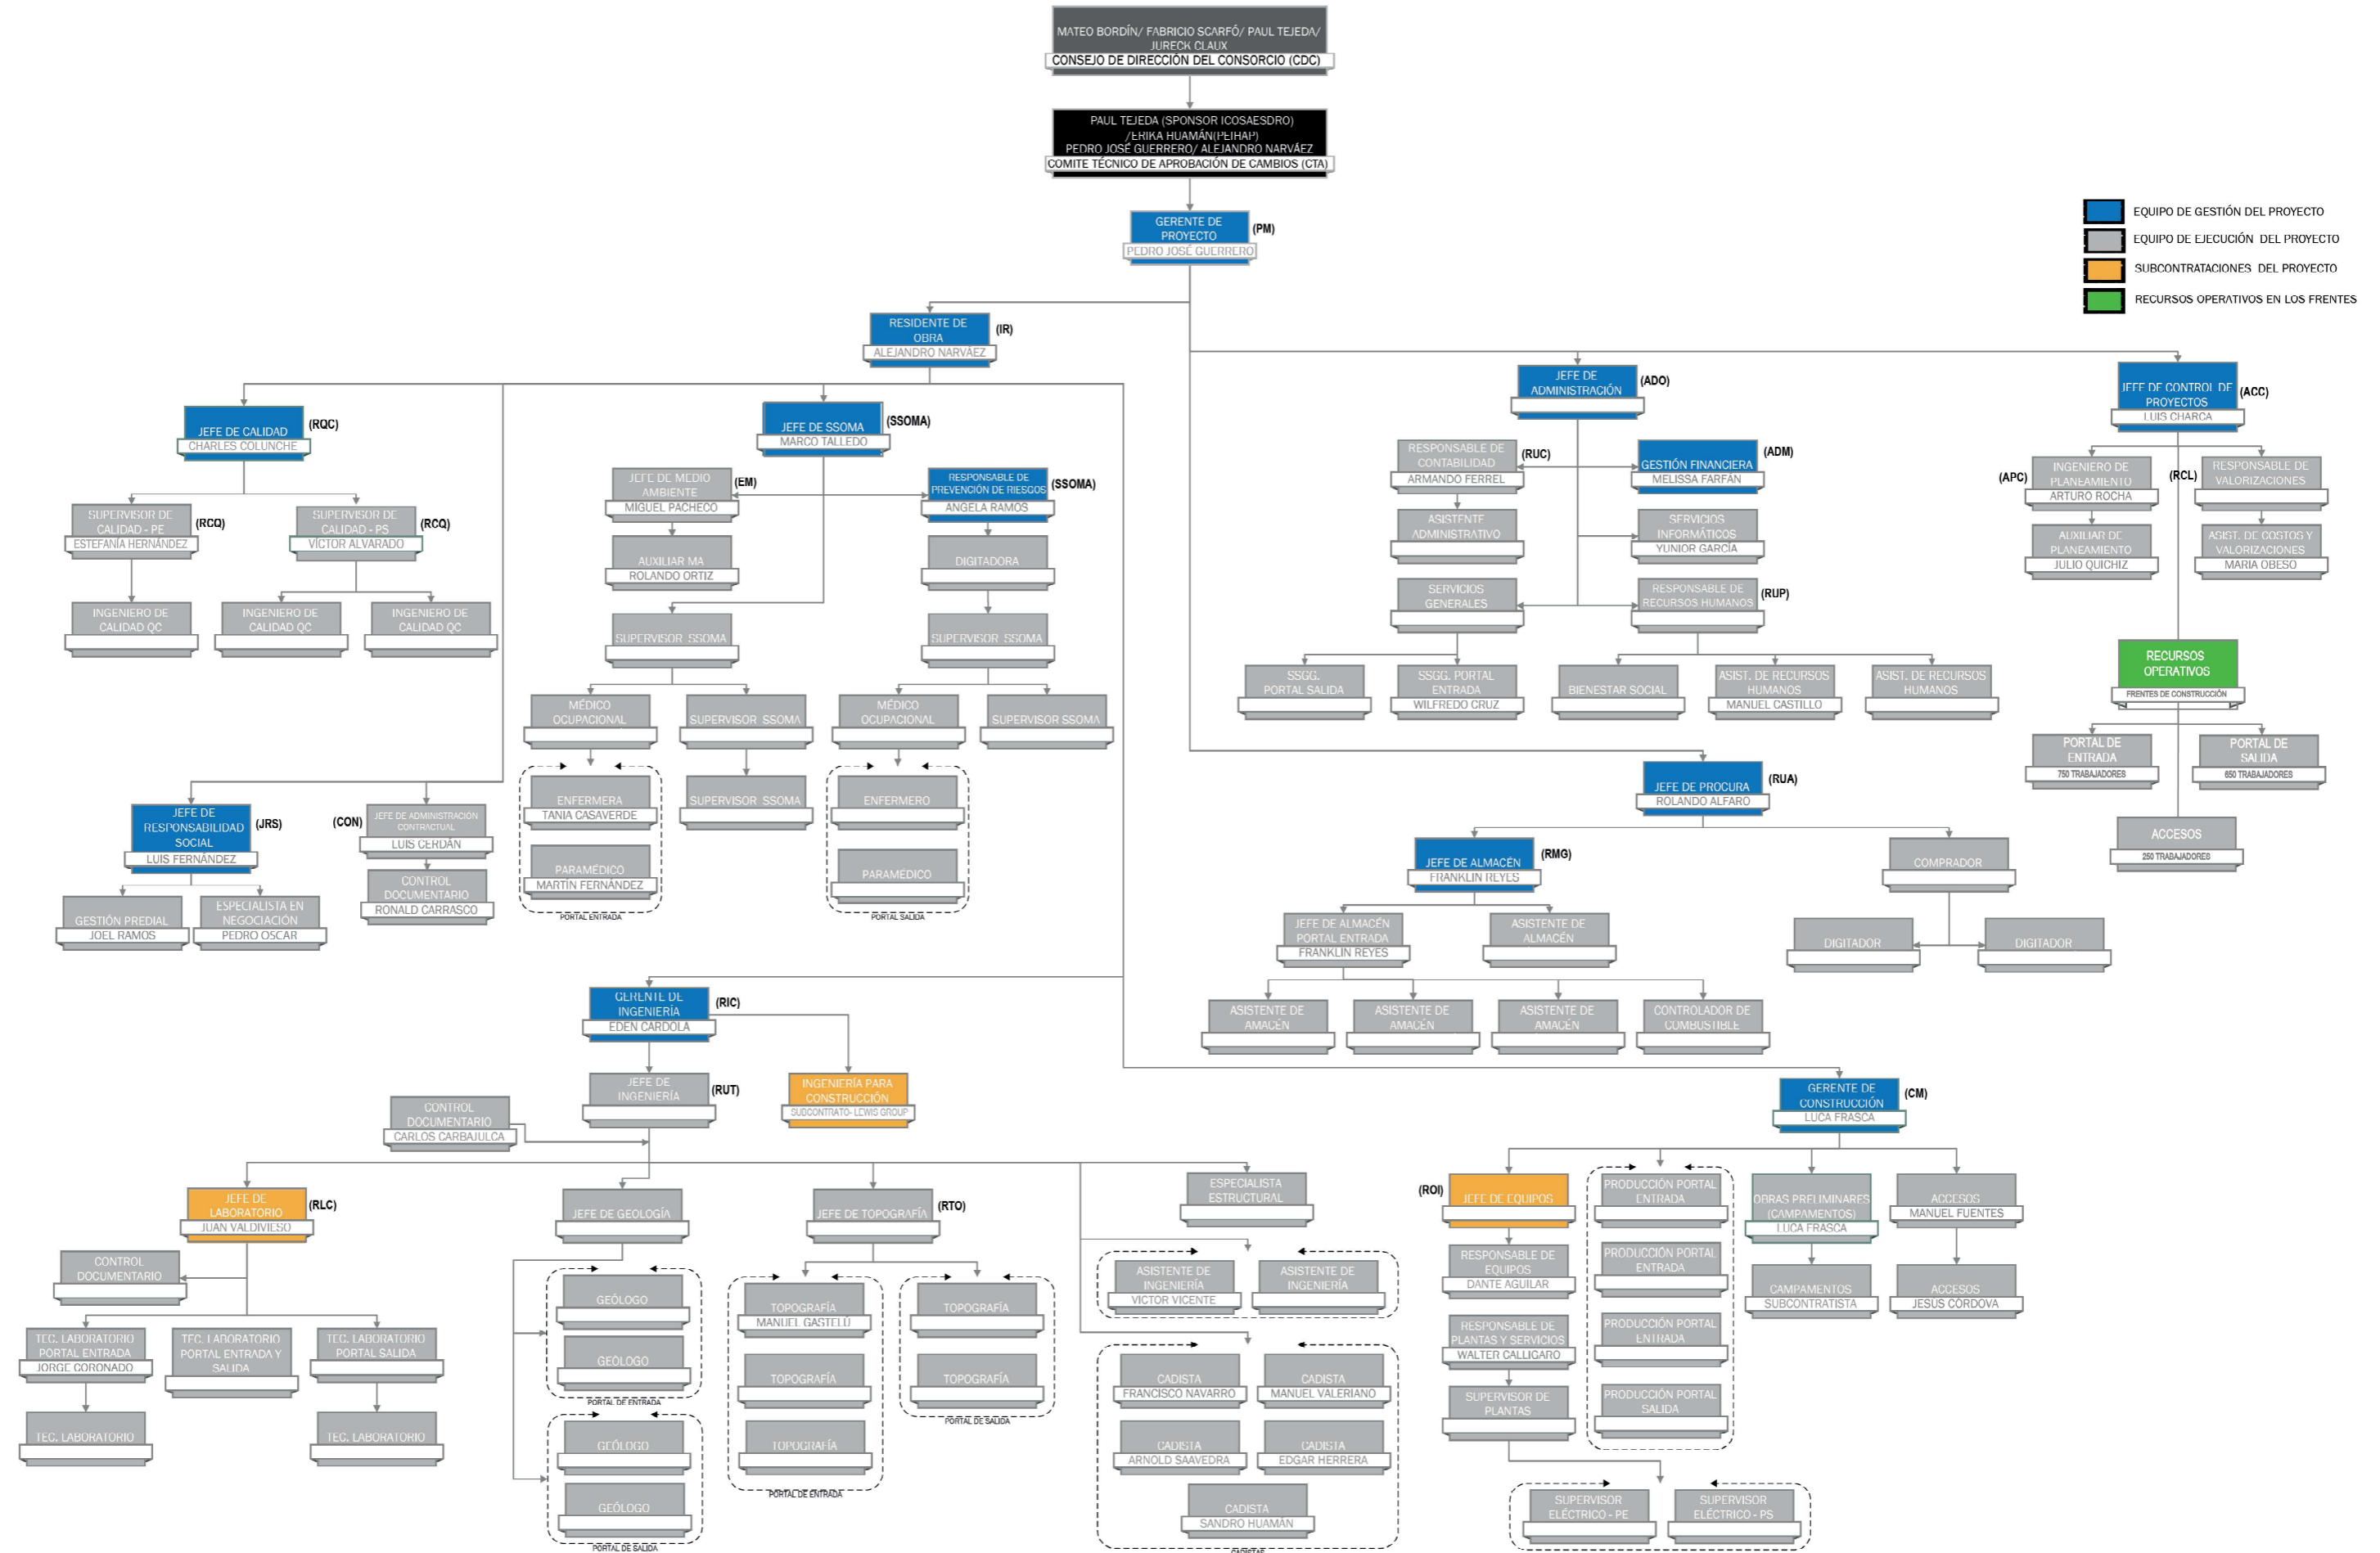 MATEO BORDÍN/ FABRICIO SCARFÓ/ PAUL TEJEDA/
JURECK CLAUX
CONSEJO DE DIRECCIÓN DEL CONSORCIO (CDC)
PAUL TEJEDA (SPONSOR ICOSAESDRO)
/ERIKA HUAMÁN(PEIHAP)
PEDRO JOSÉ GUERRERO/ ALEJANDRO NARVÁEZ
COMITE TÉCNICO DE APROBACIÓN DE CAMBIOS (CTA)
GERENTE DE
PROYECTO
(PM)
PEDRO JOSÉ GUERRERO
EQUIPO DE GESTIÓN DEL PROYECTO
EQUIPO DE EJECUCIÓN DEL PROYECTO
SUBCONTRATACIONES DEL PROYECTO
RECURSOS OPERATIVOS EN LOS FRENTES
RESIDENTE DE
OBRA
(IR)
ALEJANDRO NARVÁEZ
JEFE DE CALIDAD
(RQC)
CHARLES COLUNCHE
SUPERVISOR DE
CALIDAD - PE
(RCQ)
ESTEFANÍA HERNÁNDEZ
SUPERVISOR DE
CALIDAD - PS
(RCQ)
VÍCTOR ALVARADO
INGENIERO DE
CALIDAD QC
INGENIERO DE
CALIDAD QC
INGENIERO DE
CALIDAD QC
JEFE DE SSOMA
(SSOMA)
MARCO TALLEDO
JEFE DE MEDIO
AMBIENTE
(EM)
MIGUEL PACHECO
RESPONSABLE DE
PREVENCIÓN DE RIESGOS
(SSOMA)
ANGELA RAMOS
AUXILIAR MA
ROLANDO ORTIZ
DIGITADORA
SUPERVISOR SSOMA
SUPERVISOR SSOMA
MÉDICO
OCUPACIONAL
SUPERVISOR SSOMA
MÉDICO
OCUPACIONAL
SUPERVISOR SSOMA
ENFERMERA
TANIA CASAVERDE
SUPERVISOR SSOMA
ENFERMERO
PARAMÉDICO
MARTÍN FERNÁNDEZ
PARAMÉDICO
PORTAL ENTRADA
PORTAL SALIDA
JEFE DE
RESPONSABILIDAD
SOCIAL
(JRS)
LUIS FERNÁNDEZ
(CON)
JEFE DE ADMINISTRACIÓN
CONTRACTUAL
LUIS CERDÁN
CONTROL
DOCUMENTARIO
RONALD CARRASCO
GESTIÓN PREDIAL
JOEL RAMOS
ESPECIALISTA EN
NEGOCIACIÓN
PEDRO OSCAR
JEFE DE
ADMINISTRACIÓN
(ADO)
RESPONSABLE DE
CONTABILIDAD
(RUC)
ARMANDO FERREL
GESTIÓN FINANCIERA
(ADM)
MELISSA FARFÁN
ASISTENTE
ADMINISTRATIVO
SERVICIOS
INFORMÁTICOS
YUNIOR GARCÍA
SERVICIOS
GENERALES
RESPONSABLE DE
RECURSOS HUMANOS
(RUP)
SSGG.
PORTAL SALIDA
SSGG. PORTAL
ENTRADA
WILFREDO CRUZ
BIENESTAR SOCIAL
ASIST. DE RECURSOS
HUMANOS
MANUEL CASTILLO
ASIST. DE RECURSOS
HUMANOS
JEFE DE CONTROL DE
PROYECTOS
(ACC)
LUIS CHARCA
(APC)
INGENIERO DE
PLANEAMIENTO
ARTURO ROCHA
(RCL)
RESPONSABLE DE
VALORIZACIONES
AUXILIAR DE
PLANEAMIENTO
JULIO QUICHIZ
ASIST. DE COSTOS Y
VALORIZACIONES
MARIA OBESO
RECURSOS
OPERATIVOS
FRENTES DE CONSTRUCCIÓN
PORTAL DE
ENTRADA
750 TRABAJADORES
PORTAL DE
SALIDA
650 TRABAJADORES
ACCESOS
250 TRABAJADORES
JEFE DE PROCURA
(RUA)
ROLANDO ALFARO
JEFE DE ALMACÉN
(RMG)
FRANKLIN REYES
COMPRADOR
JEFE DE ALMACÉN
PORTAL ENTRADA
FRANKLIN REYES
ASISTENTE DE
ALMACÉN
DIGITADOR
DIGITADOR
ASISTENTE DE
AMACÉN
ASISTENTE DE
AMACÉN
ASISTENTE DE
AMACÉN
CONTROLADOR DE
COMBUSTIBLE
GERENTE DE
INGENIERÍA
(RIC)
EDEN CARDOLA
JEFE DE
INGENIERÍA
(RUT)
INGENIERÍA PARA
CONSTRUCCIÓN
SUBCONTRATO- LEWIS GROUP
CONTROL
DOCUMENTARIO
CARLOS CARBAJULCA
JEFE DE
LABORATORIO
(RLC)
JUAN VALDIVIESO
CONTROL
DOCUMENTARIO
TEC. LABORATORIO
PORTAL ENTRADA
JORGE CORONADO
TEC. LABORATORIO
PORTAL ENTRADA Y
SALIDA
TEC. LABORATORIO
PORTAL SALIDA
TEC. LABORATORIO
TEC. LABORATORIO
JEFE DE GEOLOGÍA
GEÓLOGO
GEÓLOGO
PORTAL DE ENTRADA
GEÓLOGO
GEÓLOGO
PORTAL DE SALIDA
JEFE DE TOPOGRAFÍA
(RTO)
TOPOGRAFÍA
MANUEL GASTELÚ
TOPOGRAFÍA
TOPOGRAFÍA
PORTAL DE ENTRADA
TOPOGRAFÍA
TOPOGRAFÍA
PORTAL DE SALIDA
ESPECIALISTA
ESTRUCTURAL
ASISTENTE DE
INGENIERÍA
VICTOR VICENTE
ASISTENTE DE
INGENIERÍA
CADISTA
FRANCISCO NAVARRO
CADISTA
MANUEL VALERIANO
CADISTA
ARNOLD SAAVEDRA
CADISTA
EDGAR HERRERA
CADISTA
SANDRO HUAMÁN
CADISTAS
GERENTE DE
CONSTRUCCIÓN
(CM)
LUCA FRASCA
(ROI)
JEFE DE EQUIPOS
RESPONSABLE DE
EQUIPOS
DANTE AGUILAR
RESPONSABLE DE
PLANTAS Y SERVICIOS
WALTER CALLIGARO
SUPERVISOR DE
PLANTAS
PRODUCCIÓN PORTAL
ENTRADA
PRODUCCIÓN PORTAL
ENTRADA
PRODUCCIÓN PORTAL
ENTRADA
PRODUCCIÓN PORTAL
SALIDA
OBRAS PRELIMINARES
(CAMPAMENTOS)
LUCA FRASCA
CAMPAMENTOS
SUBCONTRATISTA
ACCESOS
MANUEL FUENTES
ACCESOS
JESÚS CÓRDOVA
SUPERVISOR
ELÉCTRICO - PE
SUPERVISOR
ELÉCTRICO - PS